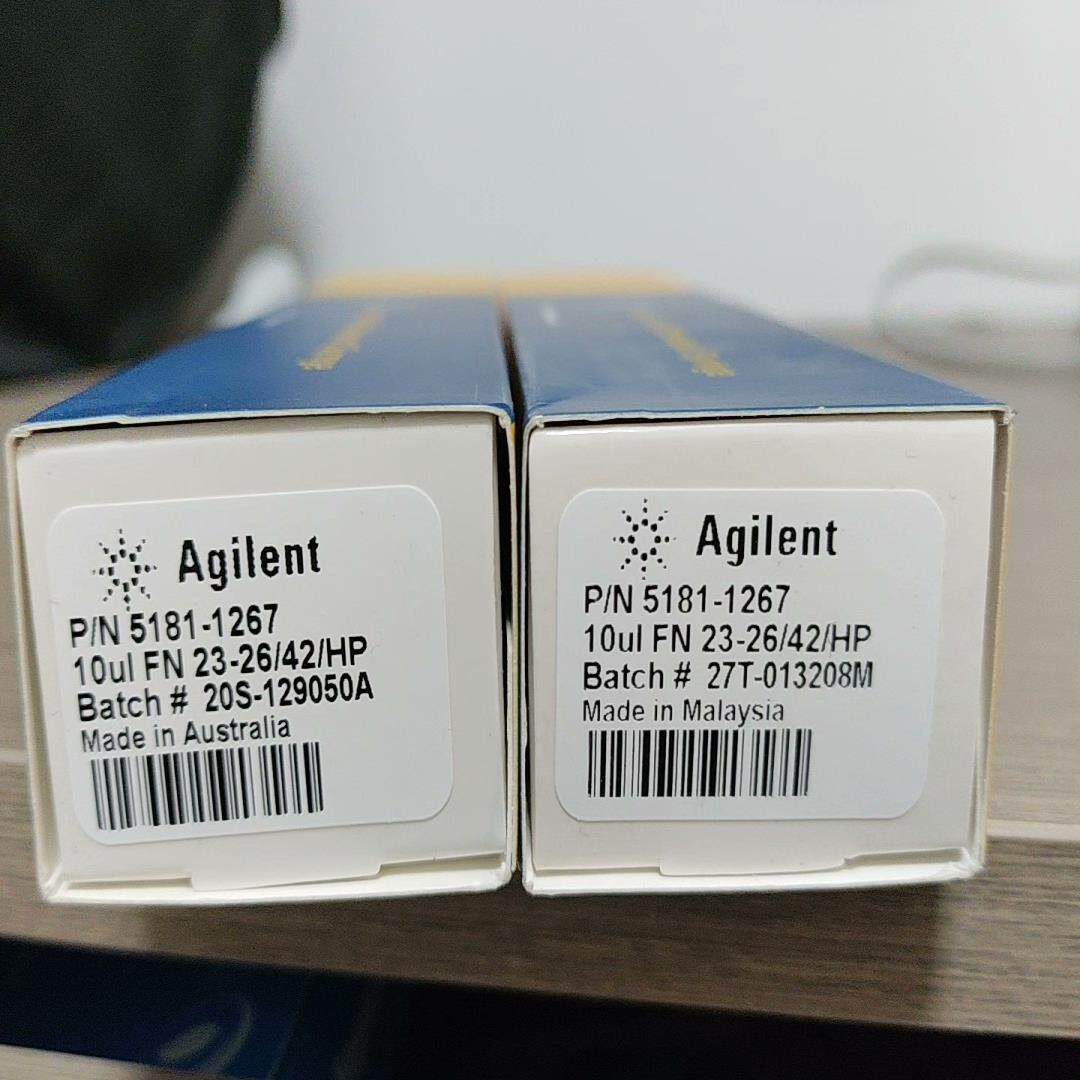 Agilent
P/N 5181-1267
10ul FN 23-26/42/HP
Batch # 20S-129050A
Made in Australia
Agilent
P/N 5181-1267
10ul FN 23-26/42/HP
Batch # 27T-013208M
Made in Malaysia